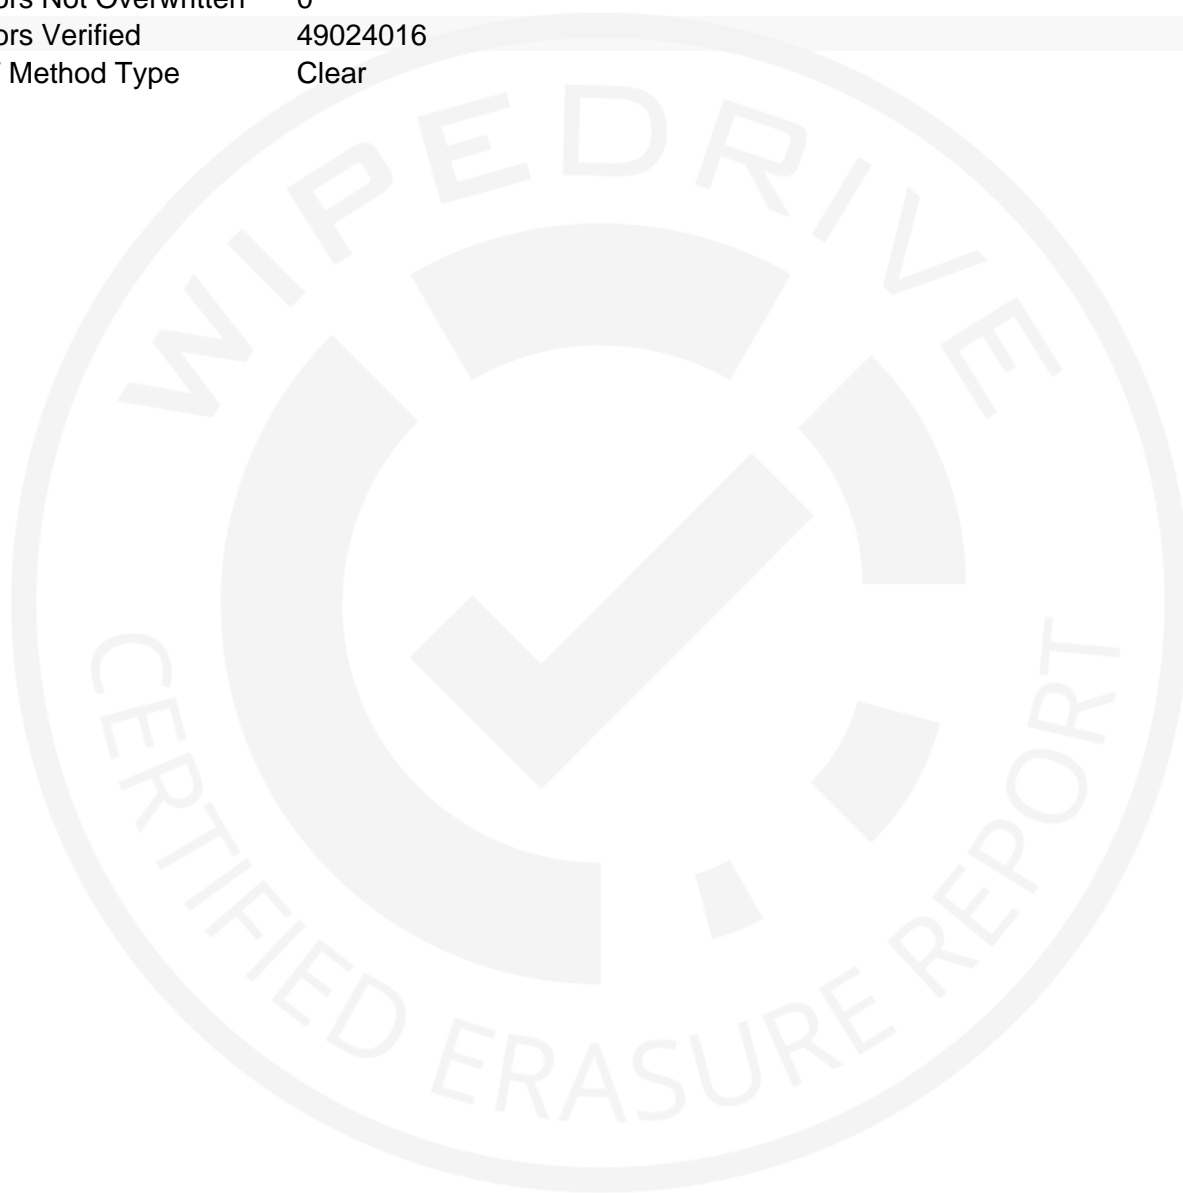 ors Not Overwritten 0
ors Verified 49024016
Method Type Clear
WIPEDRIVE
CERTIFIED ERASURE REPORT